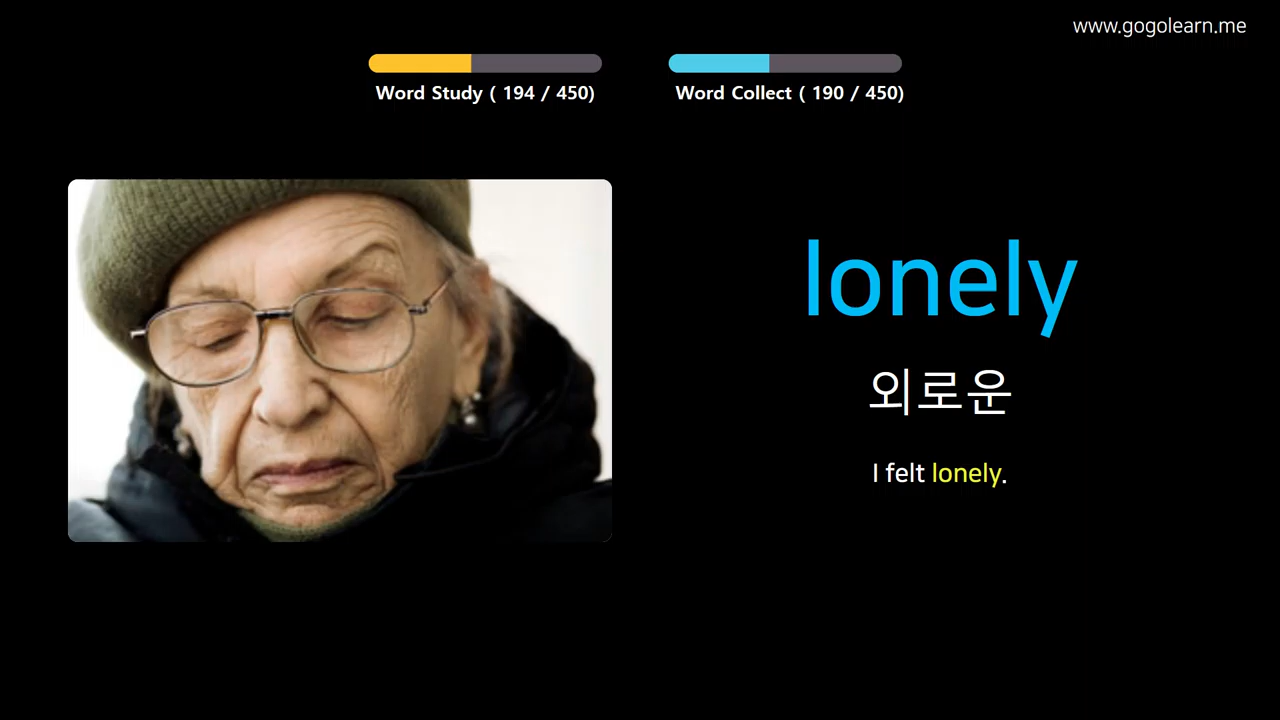 www.gogolearn.me
Word Study ( 194 / 450)
Word Collect ( 190 / 450)
lonely
외로운
I felt lonely.